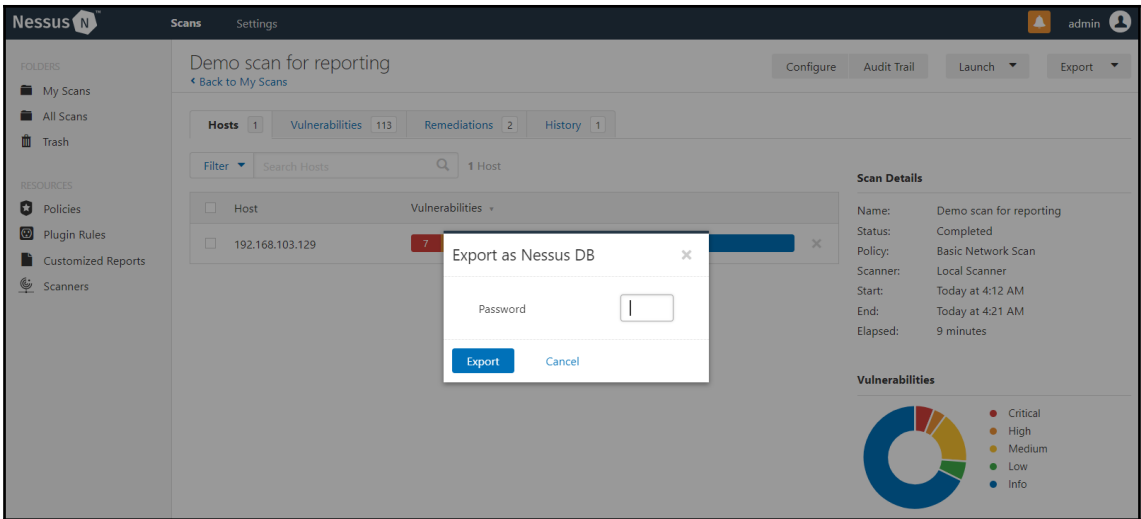 Nessus N ™
Scans Settings
admin
FOLDERS
My Scans
All Scans
Trash
RESOURCES
Policies
Plugin Rules
Customized Reports
Scanners
Demo scan for reporting
Back to My Scans
Configure Audit Trail Launch Export
Hosts 1 Vulnerabilities 113 Remediations 2 History 1
Filter Search Hosts 1 Host
Host Vulnerabilities
192.168.103.129 7
Export as Nessus DB
Password
Export Cancel
Scan Details
Name: Demo scan for reporting
Status: Completed
Policy: Basic Network Scan
Scanner: Local Scanner
Start: Today at 4:12 AM
End: Today at 4:21 AM
Elapsed: 9 minutes
Vulnerabilities
Critical
High
Medium
Low
Info